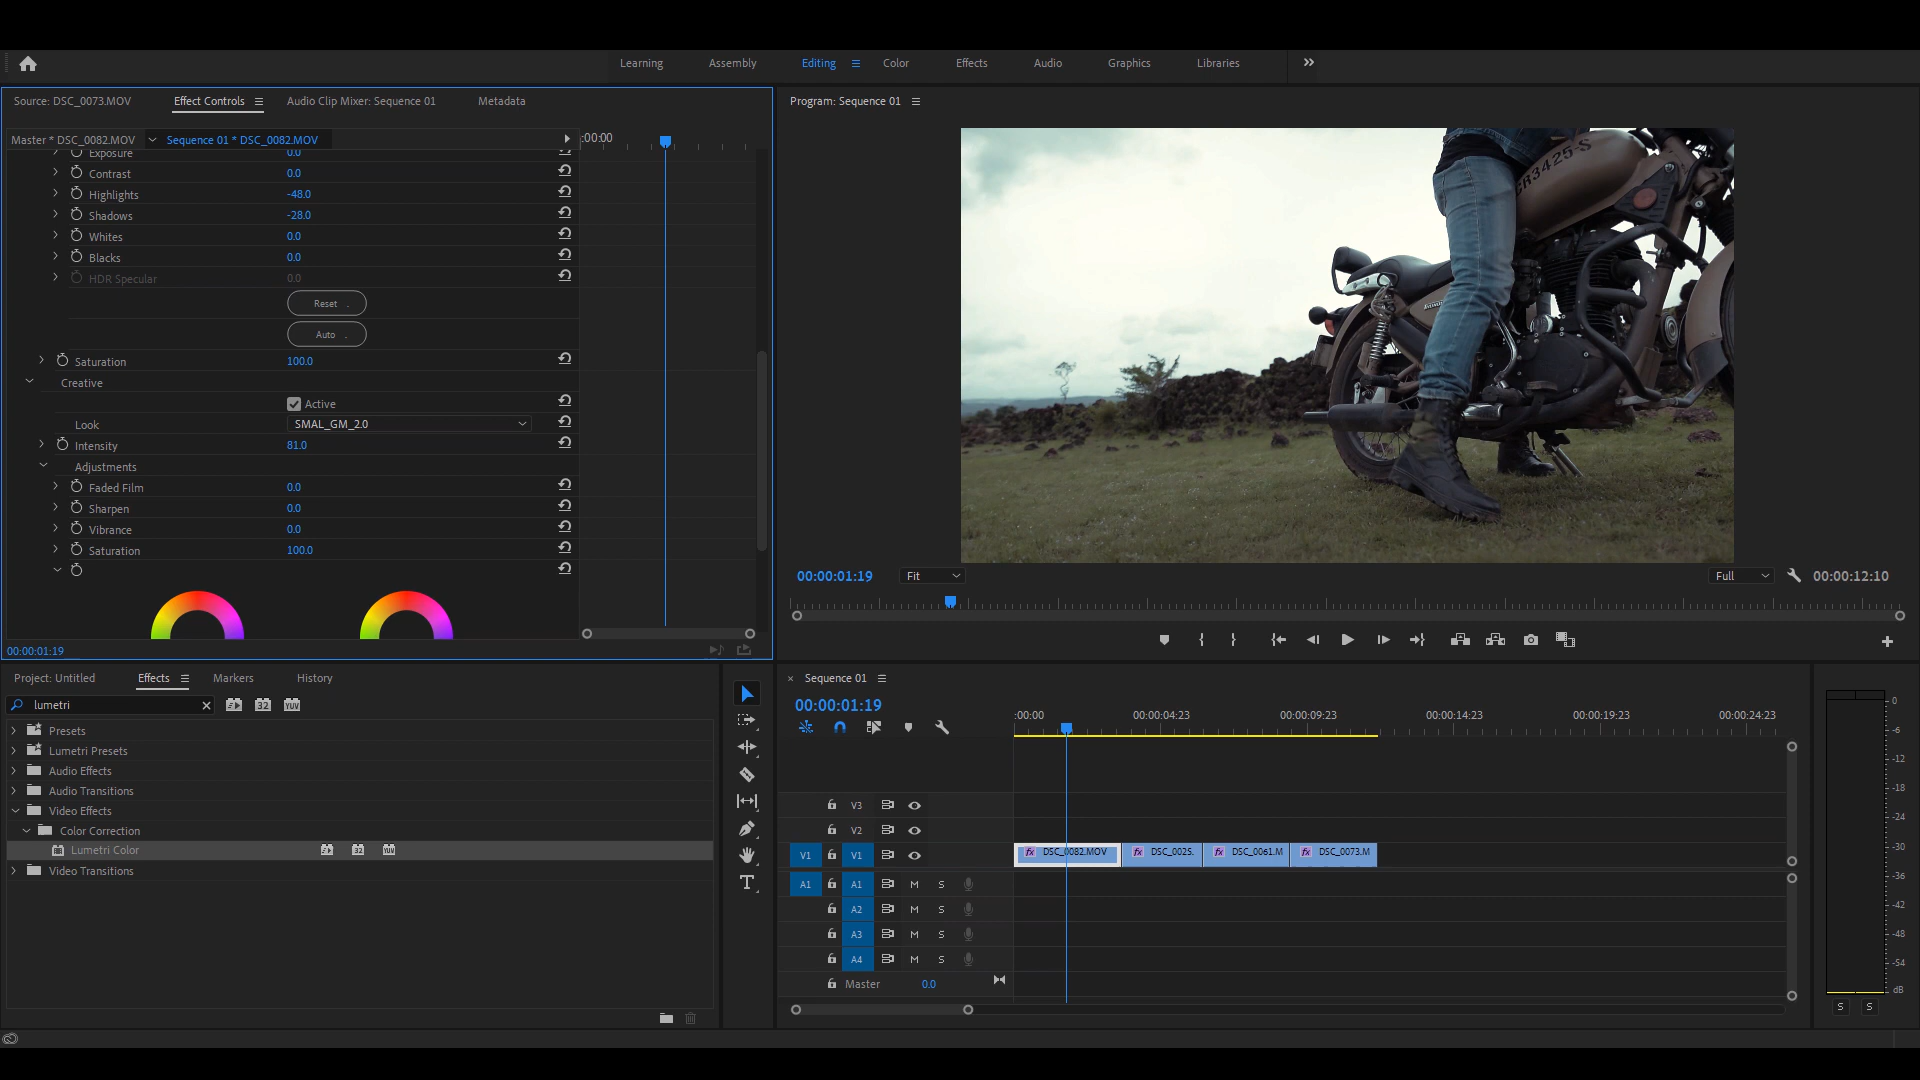 Learning Assembly Editing Color Effects Audio Graphics Libraries
Source: DSC_0073.MOV Effect Controls Audio Clip Mixer: Sequence 01 Metadata
Master * DSC_0082.MOV Sequence 01 * DSC_0082.MOV :00:00
Exposure 0.0
Contrast 0.0
Highlights -48.0
Shadows -28.0
Whites 0.0
Blacks 0.0
HDR Specular 0.0
Reset
Auto
Saturation 100.0
Creative
Active
Look SMAL_GM_2.0
Intensity 81.0
Adjustments
Faded Film 0.0
Sharpen 0.0
Vibrance 0.0
Saturation 100.0
00:00:01:19
Program: Sequence 01
GR3425-S
00:00:01:19 Fit Full 00:00:12:10
Project: Untitled Effects Markers History
lumetri 32 YUV
Presets
Lumetri Presets
Audio Effects
Audio Transitions
Video Effects
Color Correction
Lumetri Color 32 YUV
Video Transitions
Sequence 01
00:00:01:19
:00:00 00:00:04:23 00:00:09:23 00:00:14:23 00:00:19:23 00:00:24:23
V3
V2
V1 V1 fx DSC_0082.MOV fx DSC_0025. fx DSC_0061.M fx DSC_0073.M
A1 A1 M S
A2 M S
A3 M S
A4 M S
Master 0.0
0
-6
-12
-18
-24
-30
-36
-42
-48
-54
dB
S S